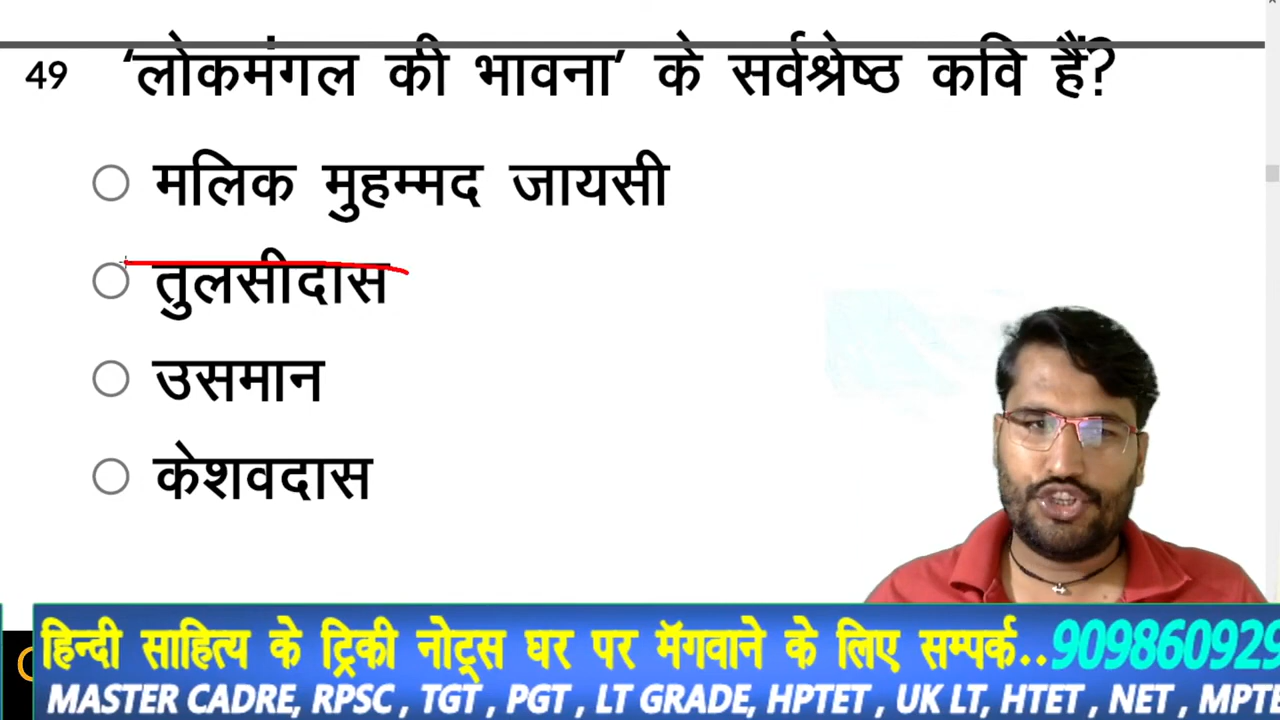 49 'लोकमंगल की भावना' के सर्वश्रेष्ठ कवि हैं?
मलिक मुहम्मद जायसी
तुलसीदास
उसमान
केशवदास
हिन्दी साहित्य के ट्रिकी नोट्स घर पर मॅगवाने के लिए सम्पर्क..909860929
MASTER CADRE, RPSC , TGT , PGT , LT GRADE, HPTET , UK LT, HTET , NET , MPTE